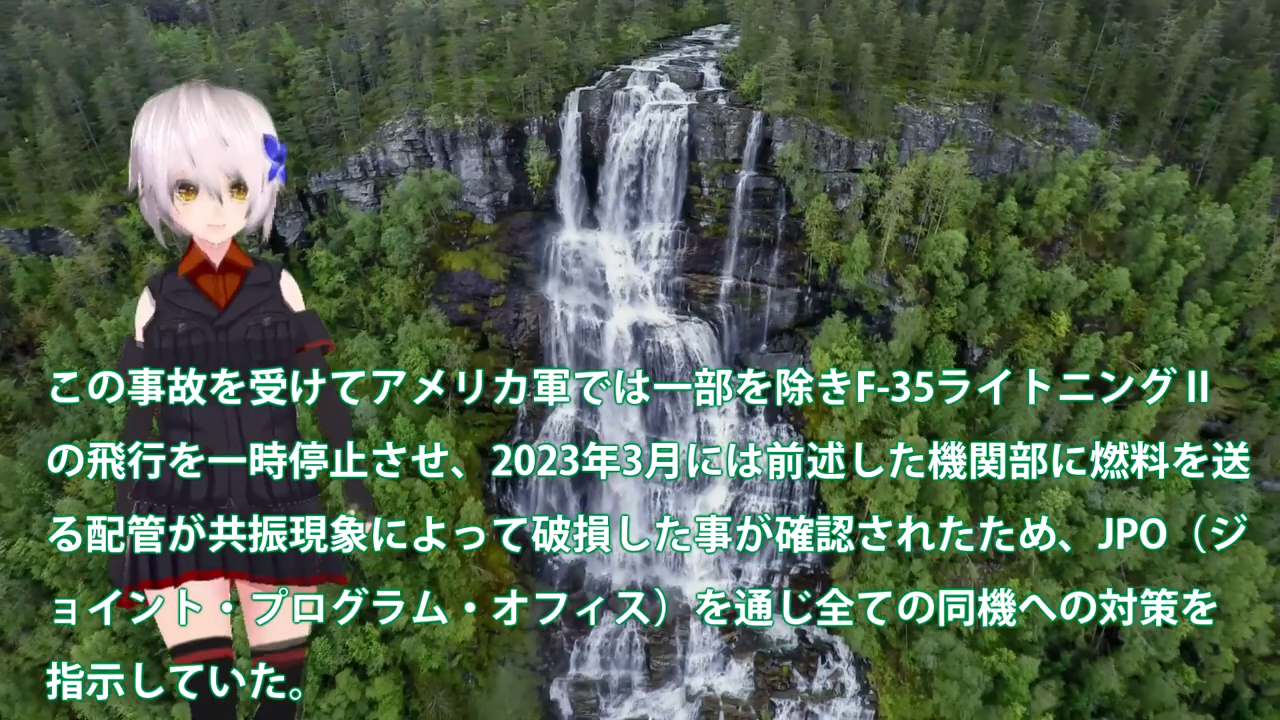 この事故を受けてアメリカ軍では一部を除きF-35ライトニングⅡ
の飛行を一時停止させ、2023年3月には前述した機関部に燃料を送
る配管が共振現象によって破損した事が確認されたため、JPO（ジ
ョイント・プログラム・オフィス）を通じ全ての同機への対策を
指示していた。